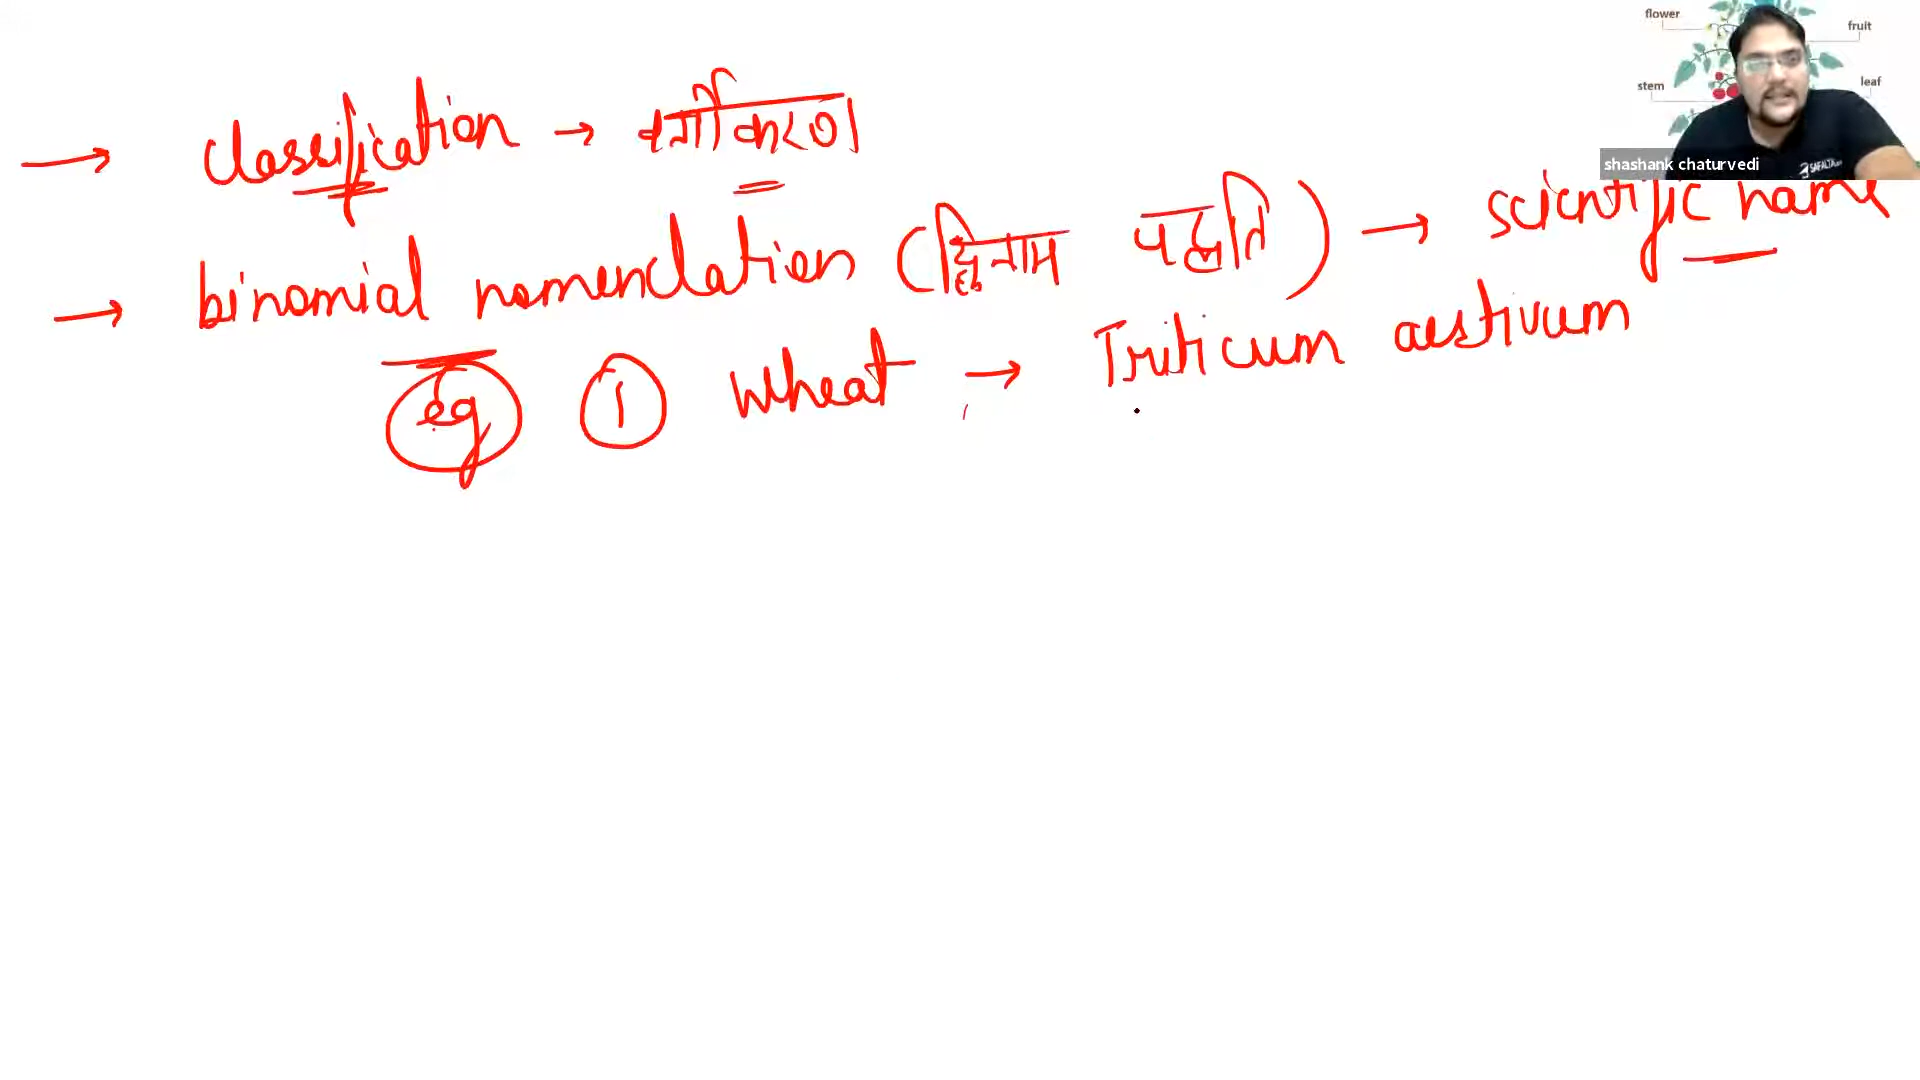 flower
fruit
stem
leaf
shashank chaturvedi
SAFALTA
→ classification → वर्गीकरण
→ binomial nomenclation (द्विनाम पद्धति) → scientific name
eg ① wheat → Triticum aestivum